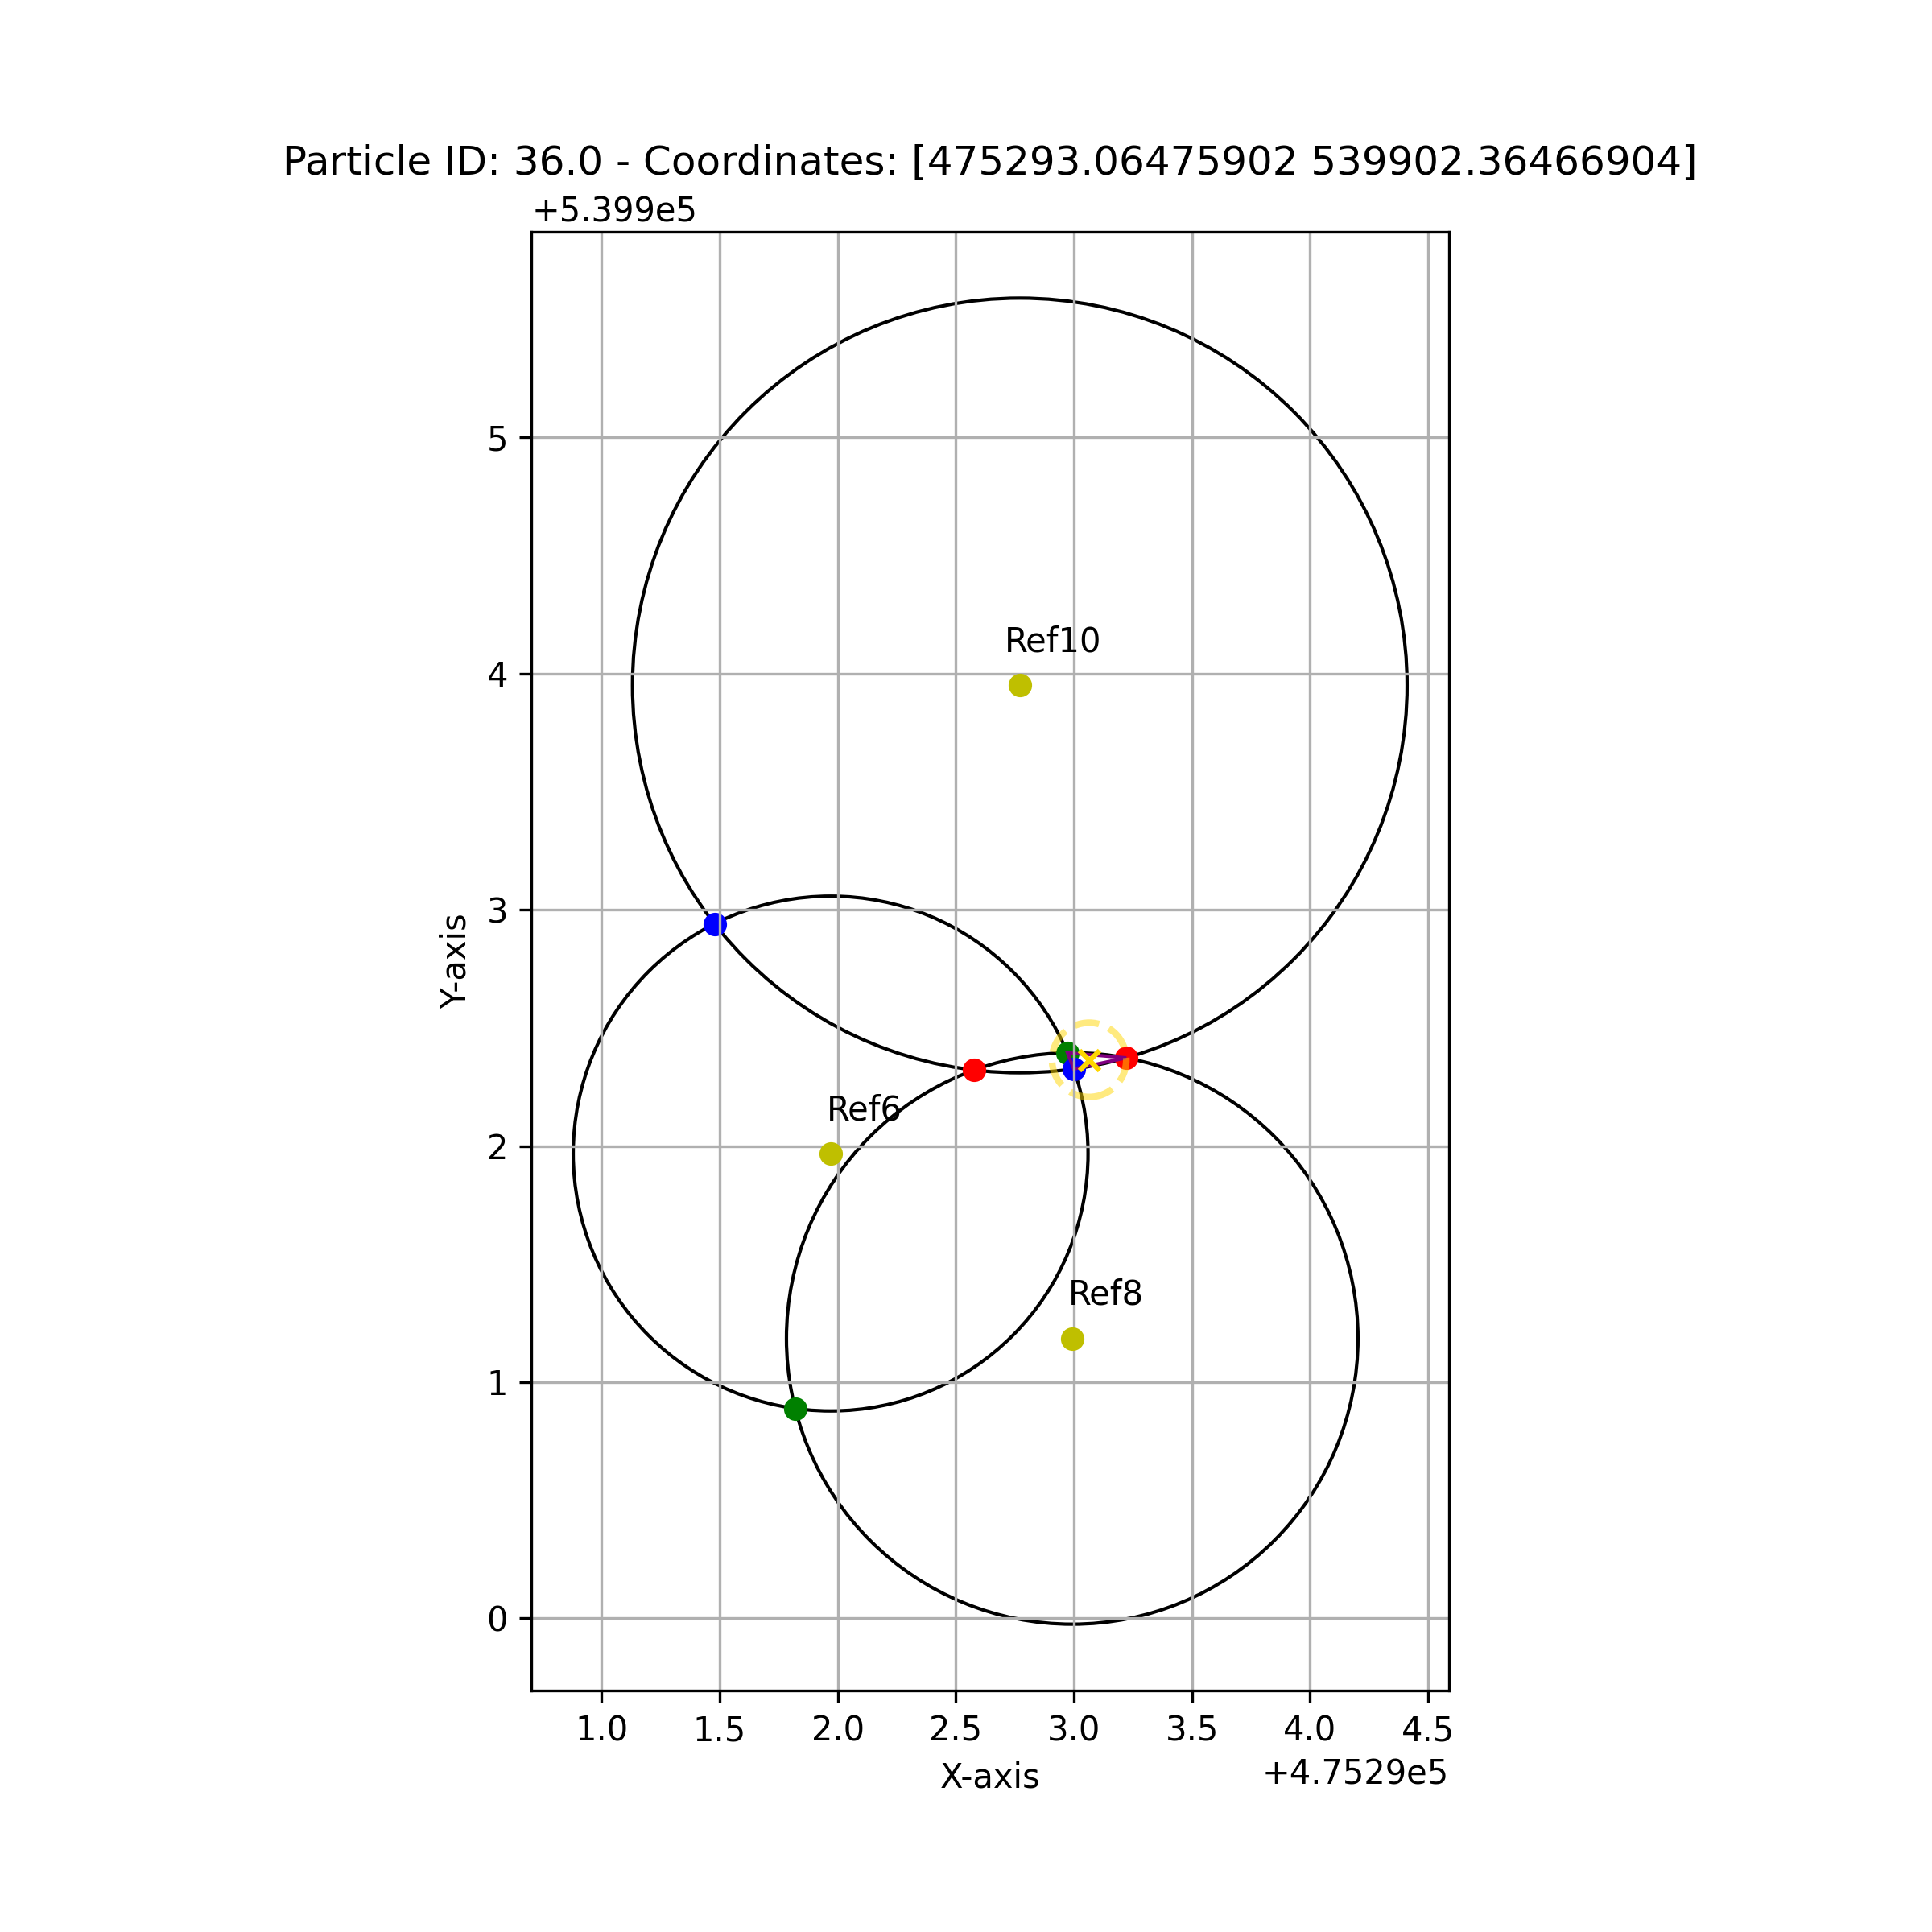 Particle ID: 36.0 - Coordinates: [475293.06475902 539902.36466904]
+5.399e5
5
Ref10
4
3
Y-axis
Ref6
2
Ref8
1
0
1.0 1.5 2.0 2.5 3.0 3.5 4.0 4.5
X-axis
+4.7529e5